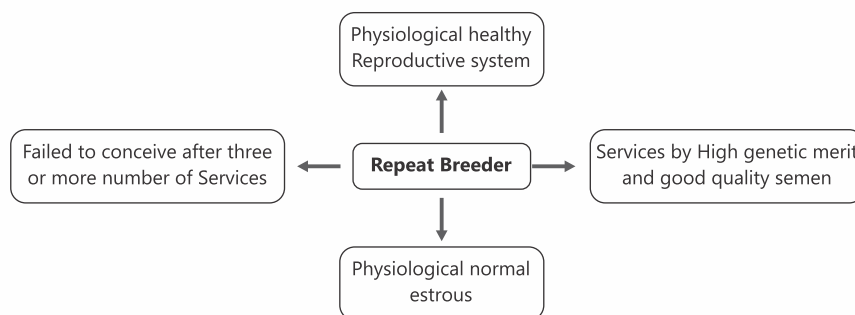 Physiological healthy
Reproductive system
Failed to conceive after three
or more number of Services
Repeat Breeder
Services by High genetic merit
and good quality semen
Physiological normal
estrous